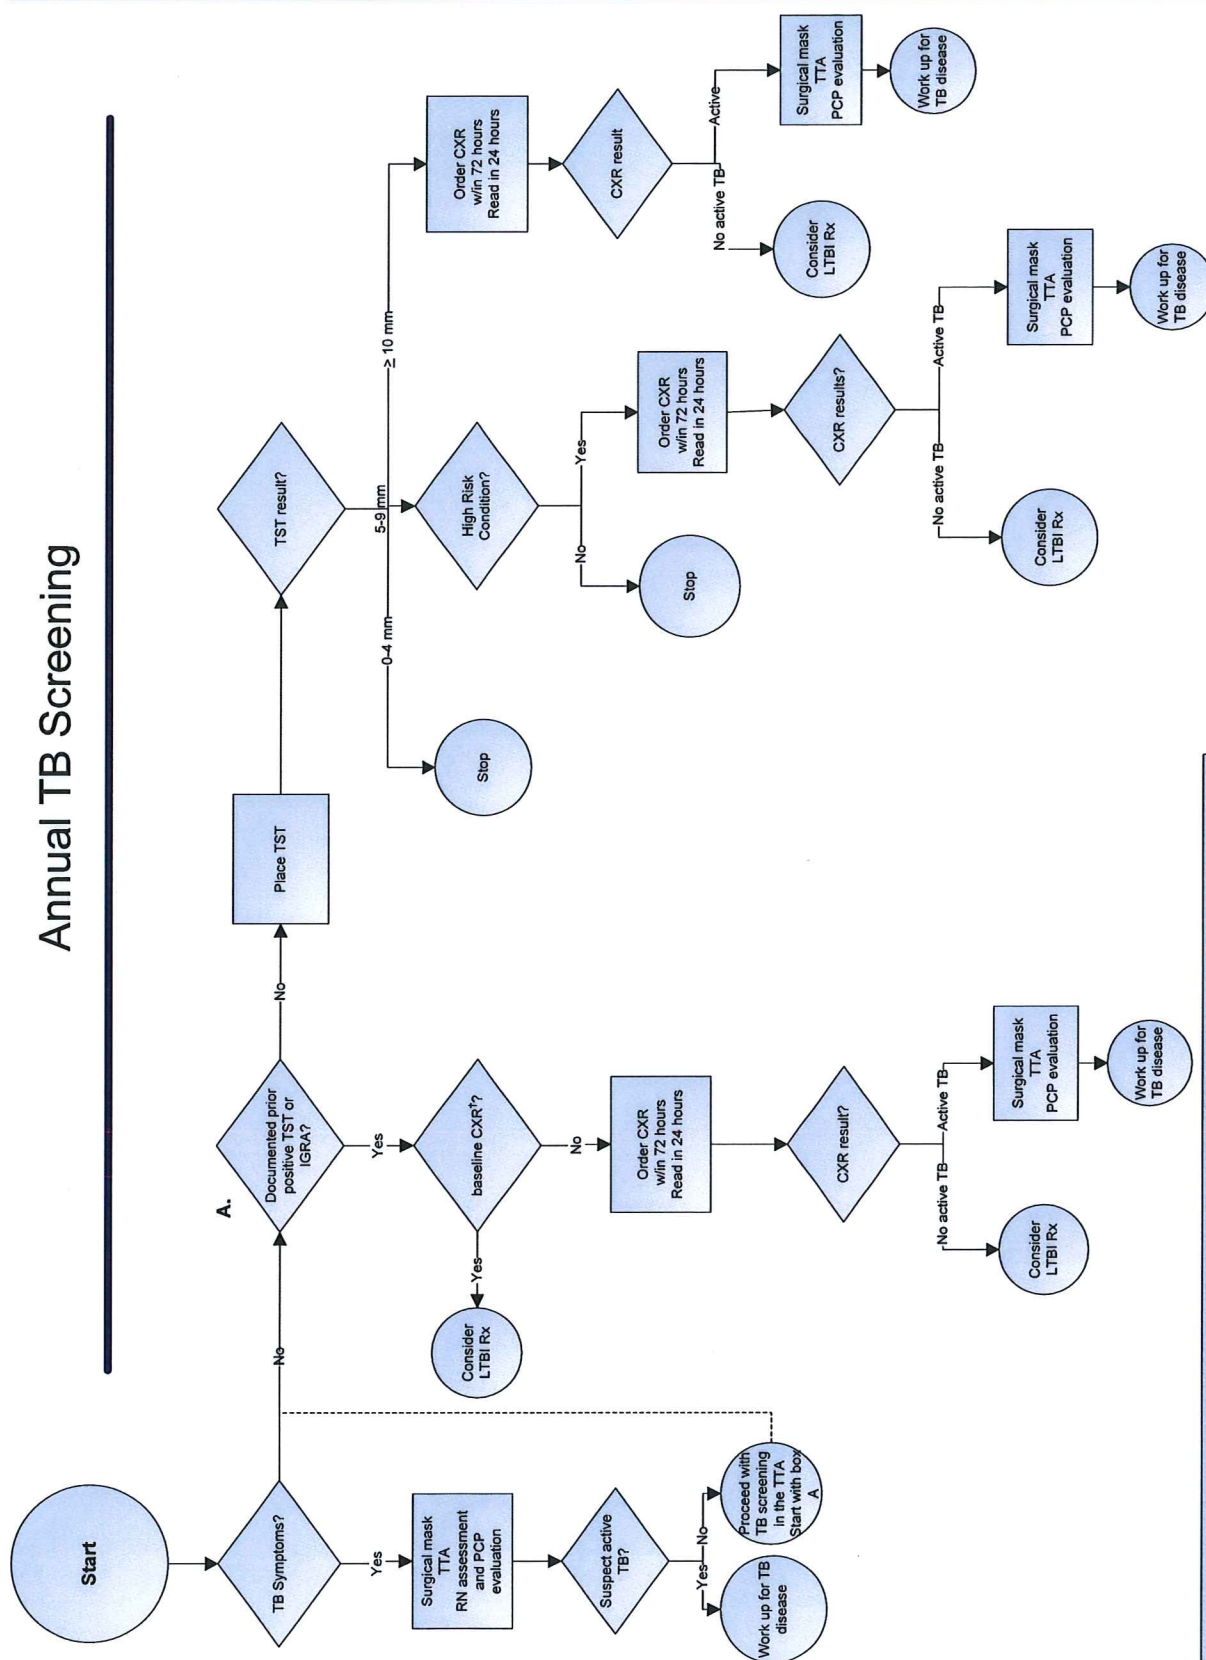 Annual TB Screening
Start
TB Symptoms?
No
Yes
Surgical mask
TTA
RN assessment
and PCP
evaluation
Suspect active
TB?
Yes
No
Work up for TB
disease
Proceed with
TB screening
in the TTA
Start with box
A
A.
Documented prior
positive TST or
IGRA?
No
Yes
baseline CXR†?
Yes
Consider
LTBI Rx
No
Order CXR
w/in 72 hours
Read in 24 hours
CXR result?
No active TB
Active TB
Consider
LTBI Rx
Surgical mask
TTA
PCP evaluation
Work up for
TB disease
Place TST
TST result?
0-4 mm
5-9 mm
≥ 10 mm
Stop
High Risk
Condition?
No
Yes
Stop
Order CXR
w/in 72 hours
Read in 24 hours
CXR results?
No active TB
Active TB
Consider
LTBI Rx
Surgical mask
TTA
PCP evaluation
Work up for
TB disease
Order CXR
w/in 72 hours
Read in 24 hours
CXR result
No active TB
Active
Consider
LTBI Rx
Surgical mask
TTA
PCP evaluation
Work up for
TB disease